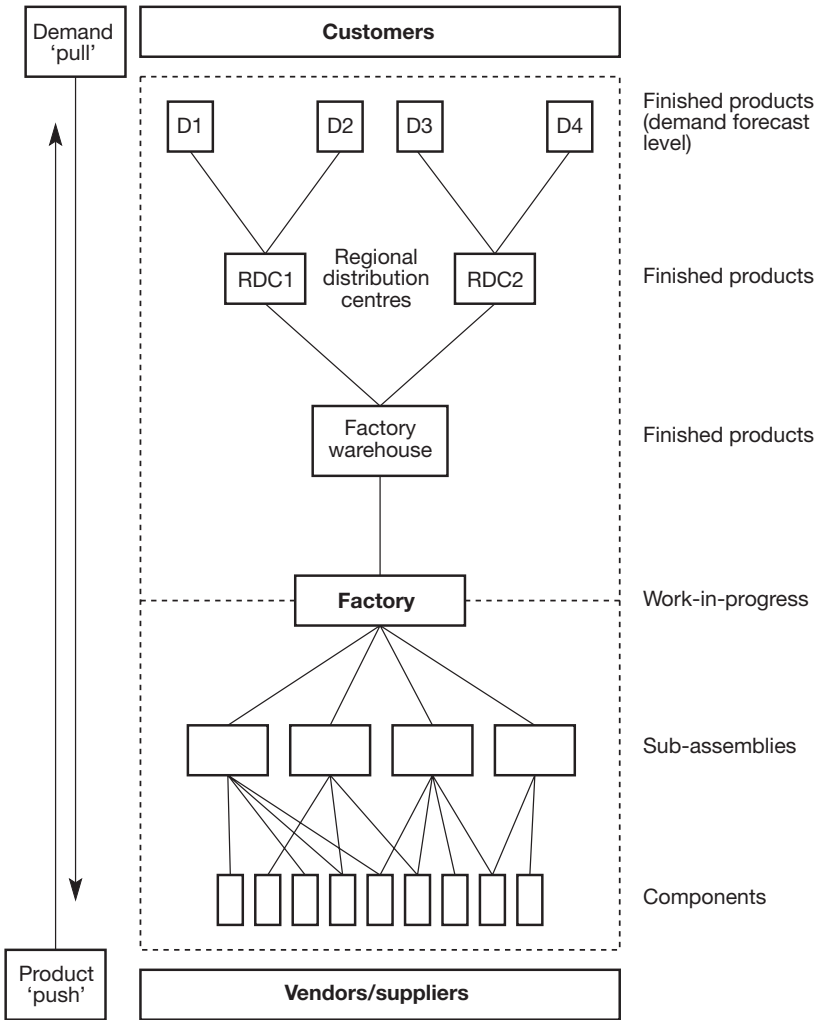 Demand
‘pull’
Customers
D1
D2
D3
D4
Finished products
(demand forecast
level)
RDC1
Regional
distribution
centres
RDC2
Finished products
Factory
warehouse
Finished products
Factory
Work-in-progress
Sub-assemblies
Components
Product
‘push’
Vendors/suppliers